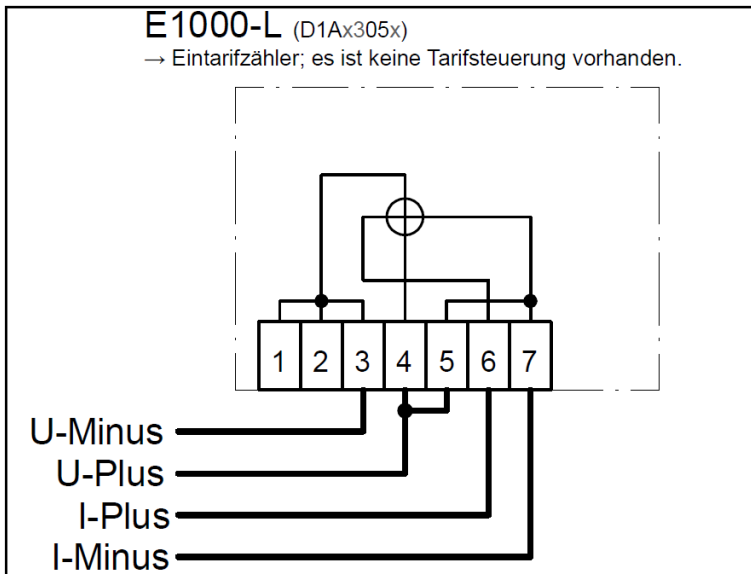 E1000-L (D1Ax305x)
→ Eintarifzähler; es ist keine Tarifsteuerung vorhanden.
1 2 3 4 5 6 7
U-Minus
U-Plus
I-Plus
I-Minus